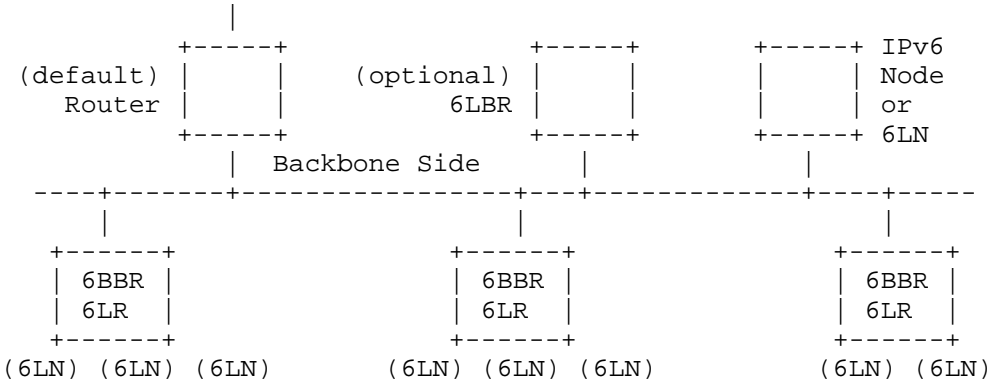 IPv6
(default) (optional) Node
Router 6LBR or
6LN
Backbone Side
6BBR 6BBR 6BBR
6LR 6LR 6LR
(6LN) (6LN) (6LN) (6LN) (6LN) (6LN) (6LN) (6LN)